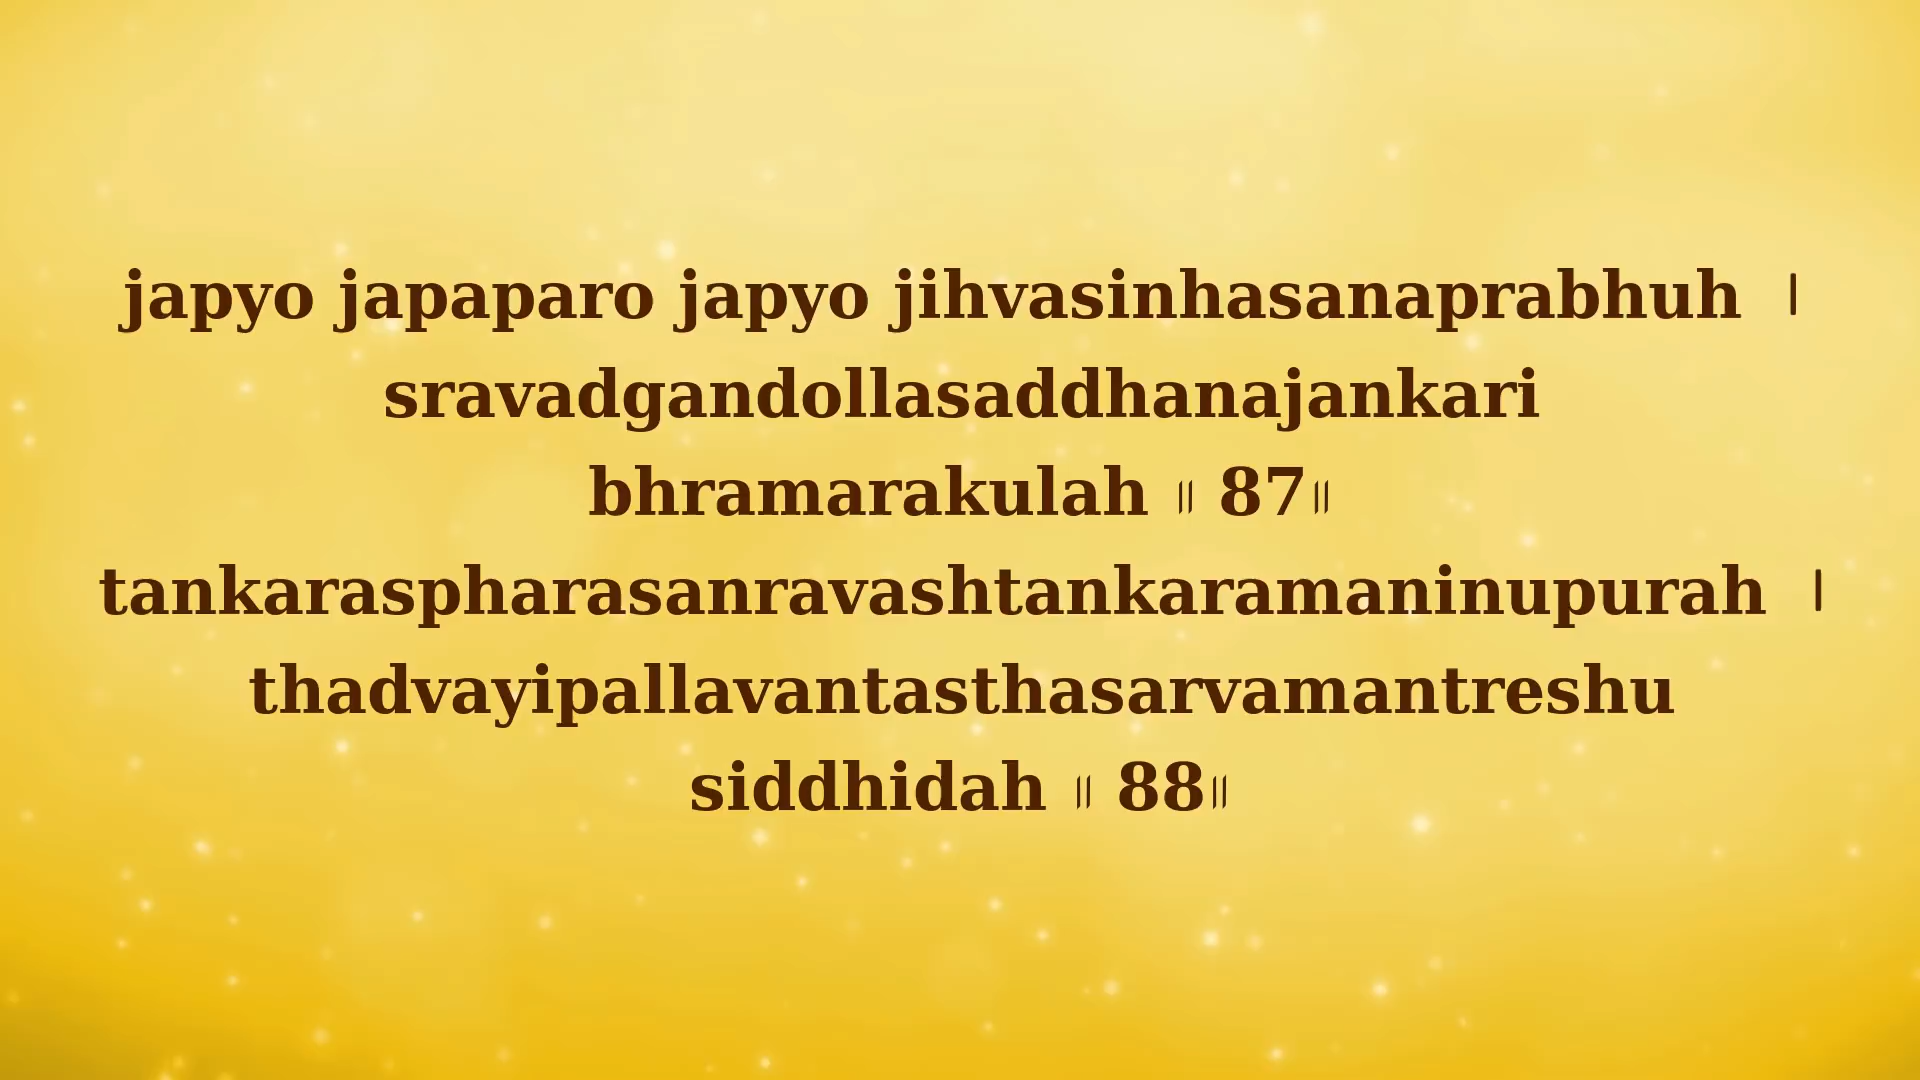 japyo japaparo japyo jihvasinhasanaprabhuh ।
sravadgandollasaddhanajankari
bhramarakulah ॥ 87॥
tankaraspharasanravashtankaramaninupurah ।
thadvayipallavantasthasarvamantreshu
siddhidah ॥ 88॥